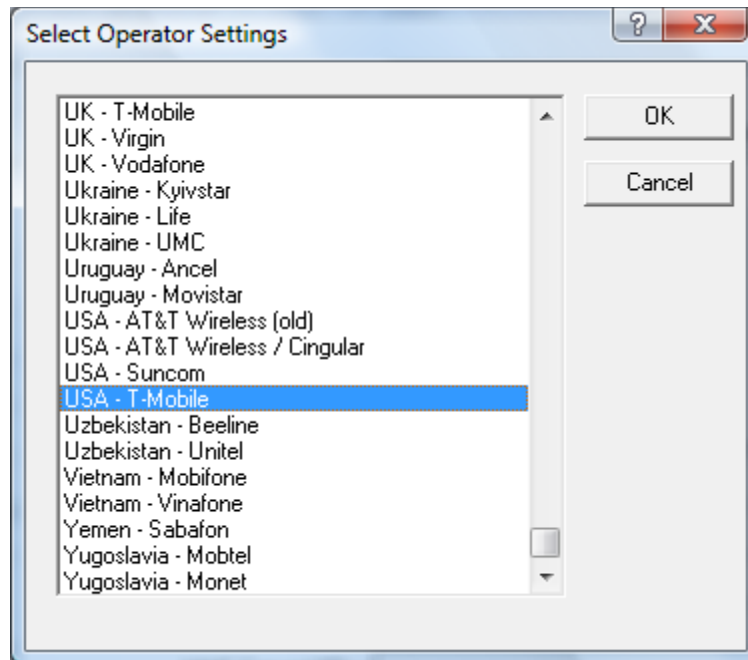 Select Operator Settings
?
X
UK - T-Mobile
UK - Virgin
UK - Vodafone
Ukraine - Kyivstar
Ukraine - Life
Ukraine - UMC
Uruguay - Ancel
Uruguay - Movistar
USA - AT&T Wireless (old)
USA - AT&T Wireless / Cingular
USA - Suncom
USA - T-Mobile
Uzbekistan - Beeline
Uzbekistan - Unitel
Vietnam - Mobifone
Vietnam - Vinafone
Yemen - Sabafon
Yugoslavia - Mobtel
Yugoslavia - Monet
OK
Cancel